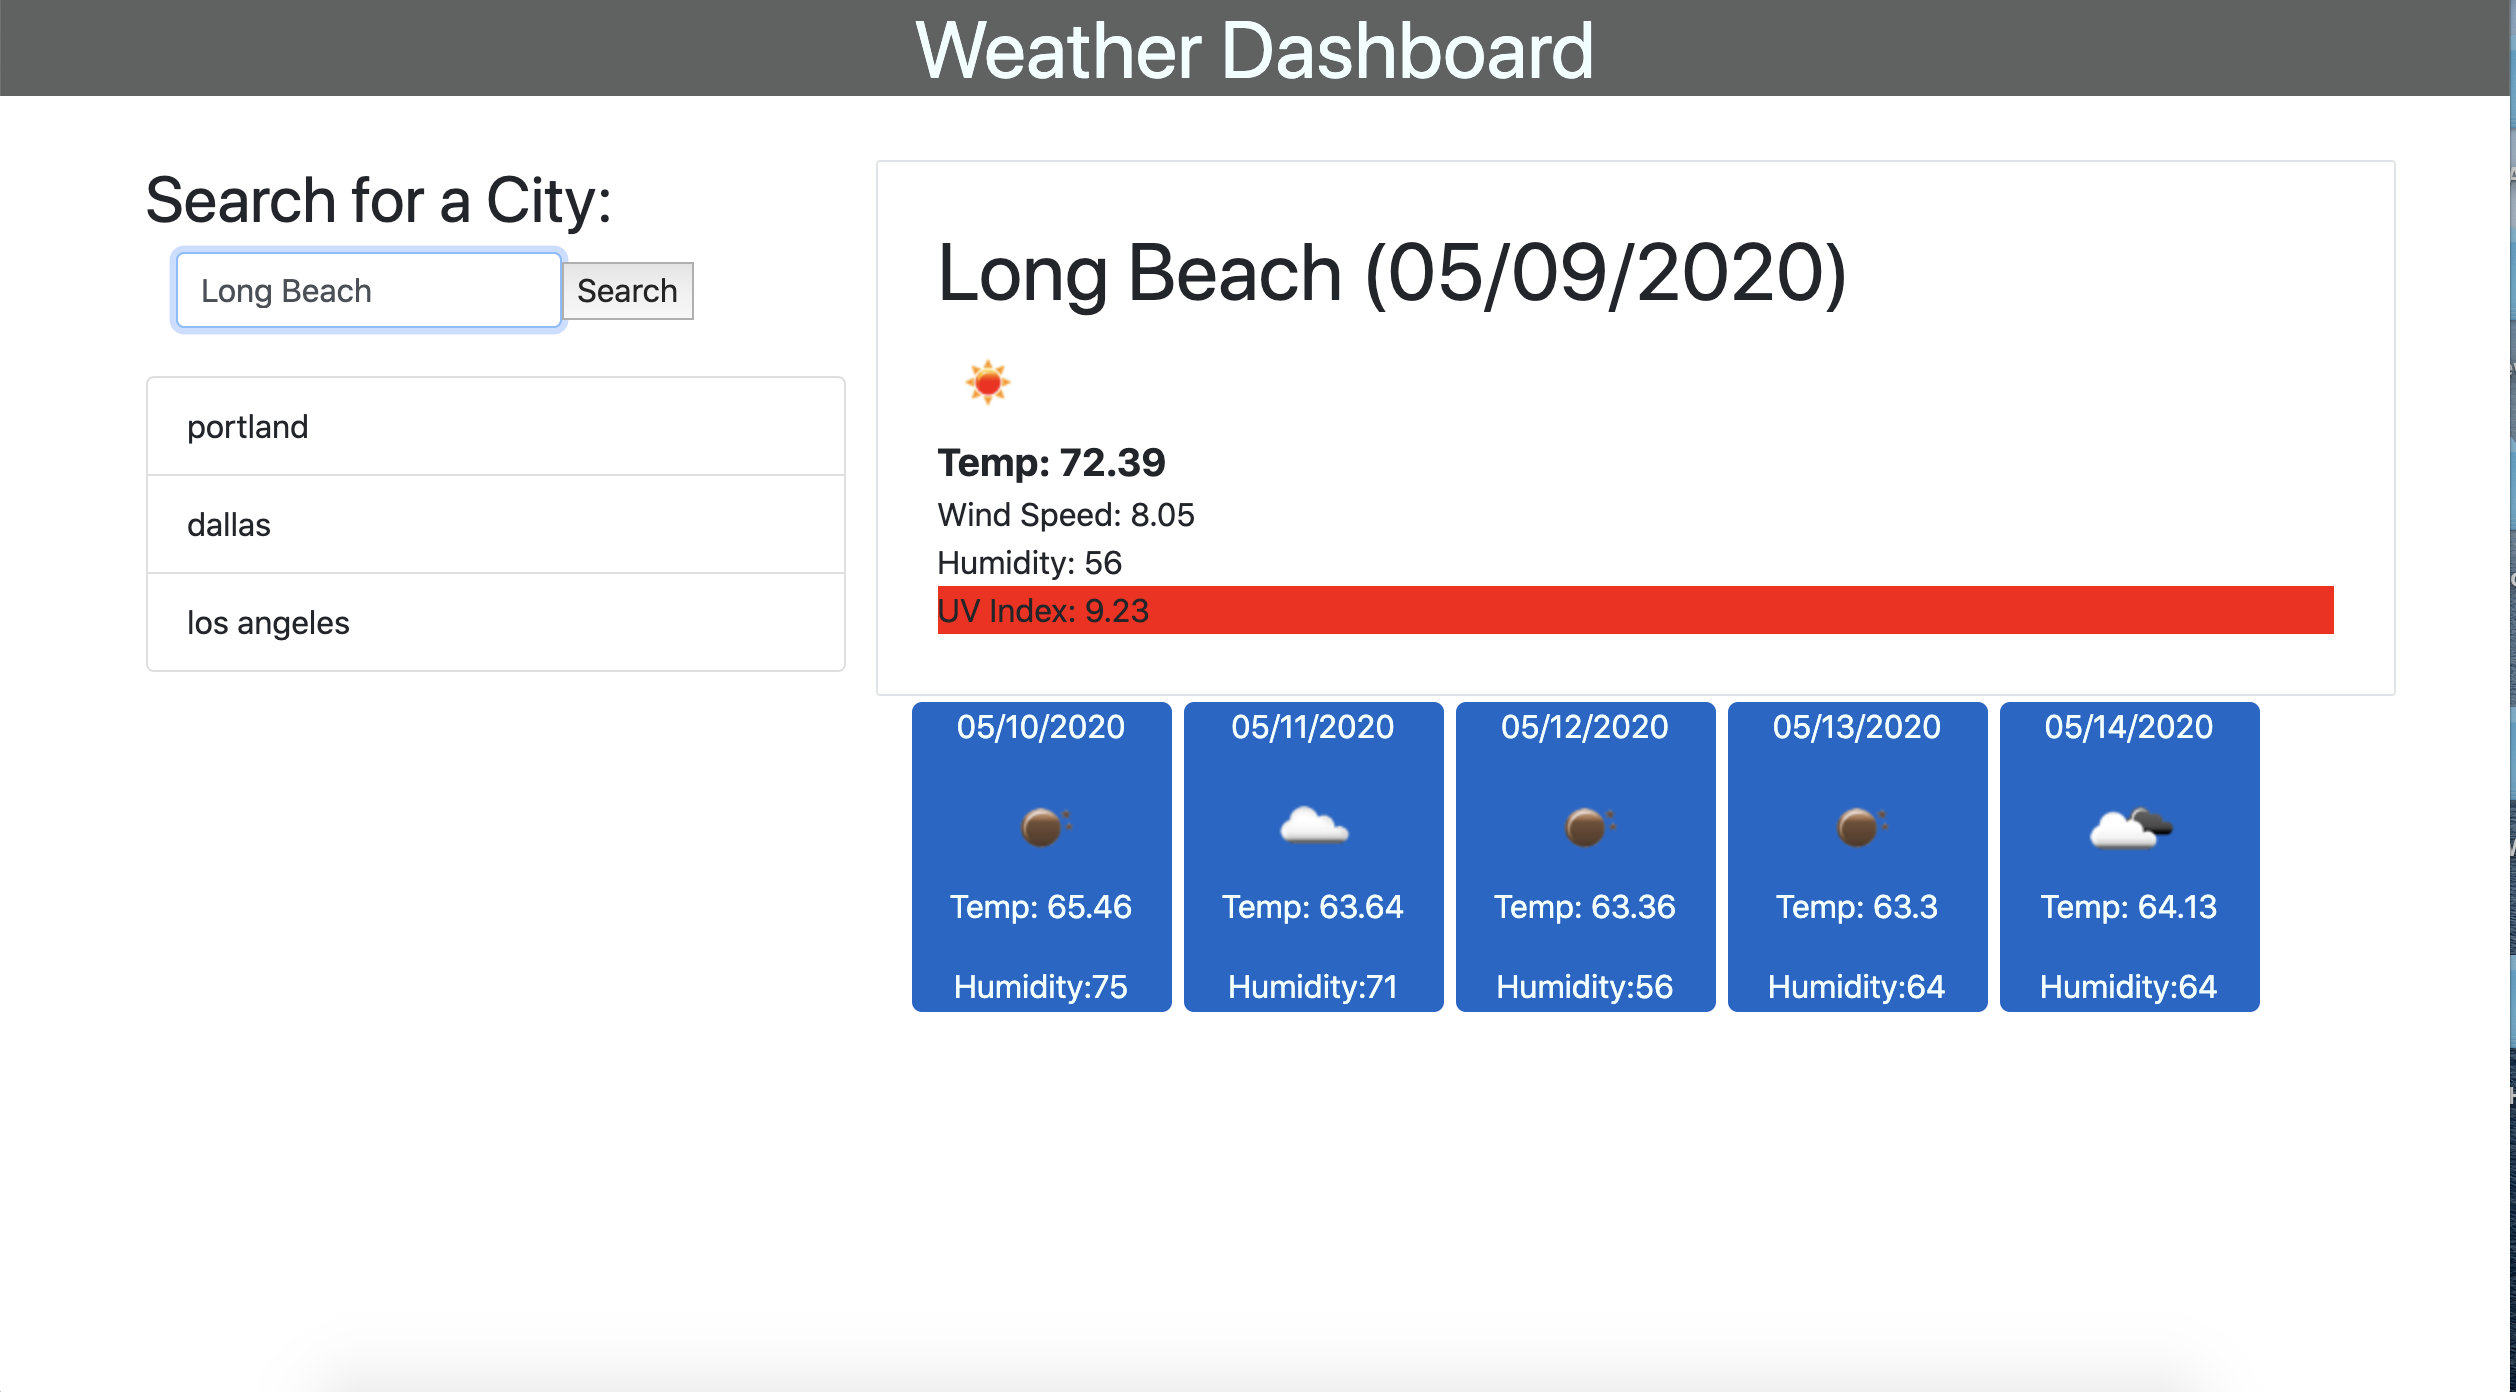 Weather Dashboard
Search for a City:
Long Beach
Search
portland
dallas
los angeles
Long Beach (05/09/2020)
Temp: 72.39
Wind Speed: 8.05
Humidity: 56
UV Index: 9.23
05/10/2020
Temp: 65.46
Humidity:75
05/11/2020
Temp: 63.64
Humidity:71
05/12/2020
Temp: 63.36
Humidity:56
05/13/2020
Temp: 63.3
Humidity:64
05/14/2020
Temp: 64.13
Humidity:64